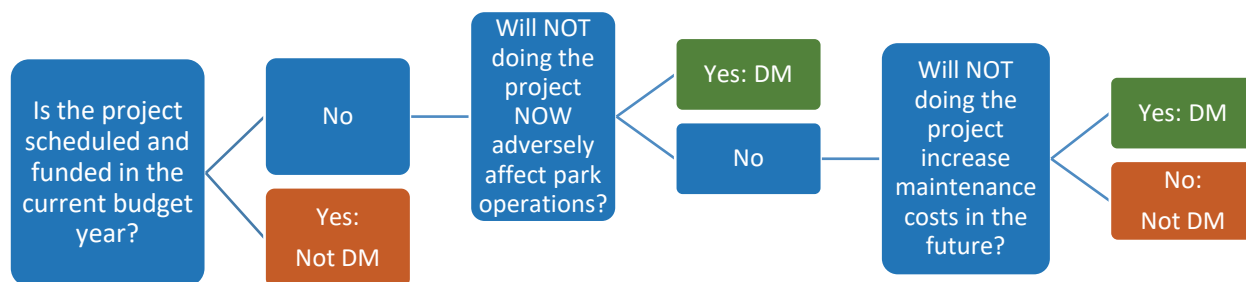 Is the project
scheduled and
funded in the
current budget
year?
No
Yes:
Not DM
Will NOT
doing the
project
NOW
adversely
affect park
operations?
Yes: DM
No
Will NOT
doing the
project
increase
maintenance
costs in the
future?
Yes: DM
No:
Not DM